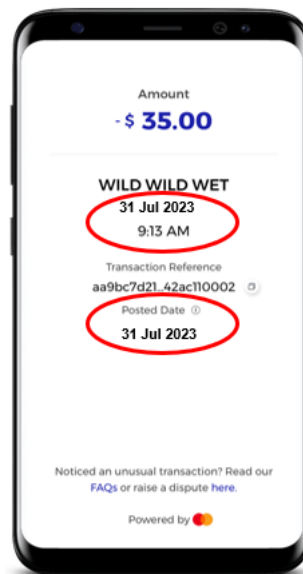 Amount
- $ 35.00
WILD WILD WET
31 Jul 2023
9:13 AM
Transaction Reference
aa9bc7d21...42ac110002
Posted Date
31 Jul 2023
Noticed an unusual transaction? Read our
FAQs or raise a dispute here.
Powered by